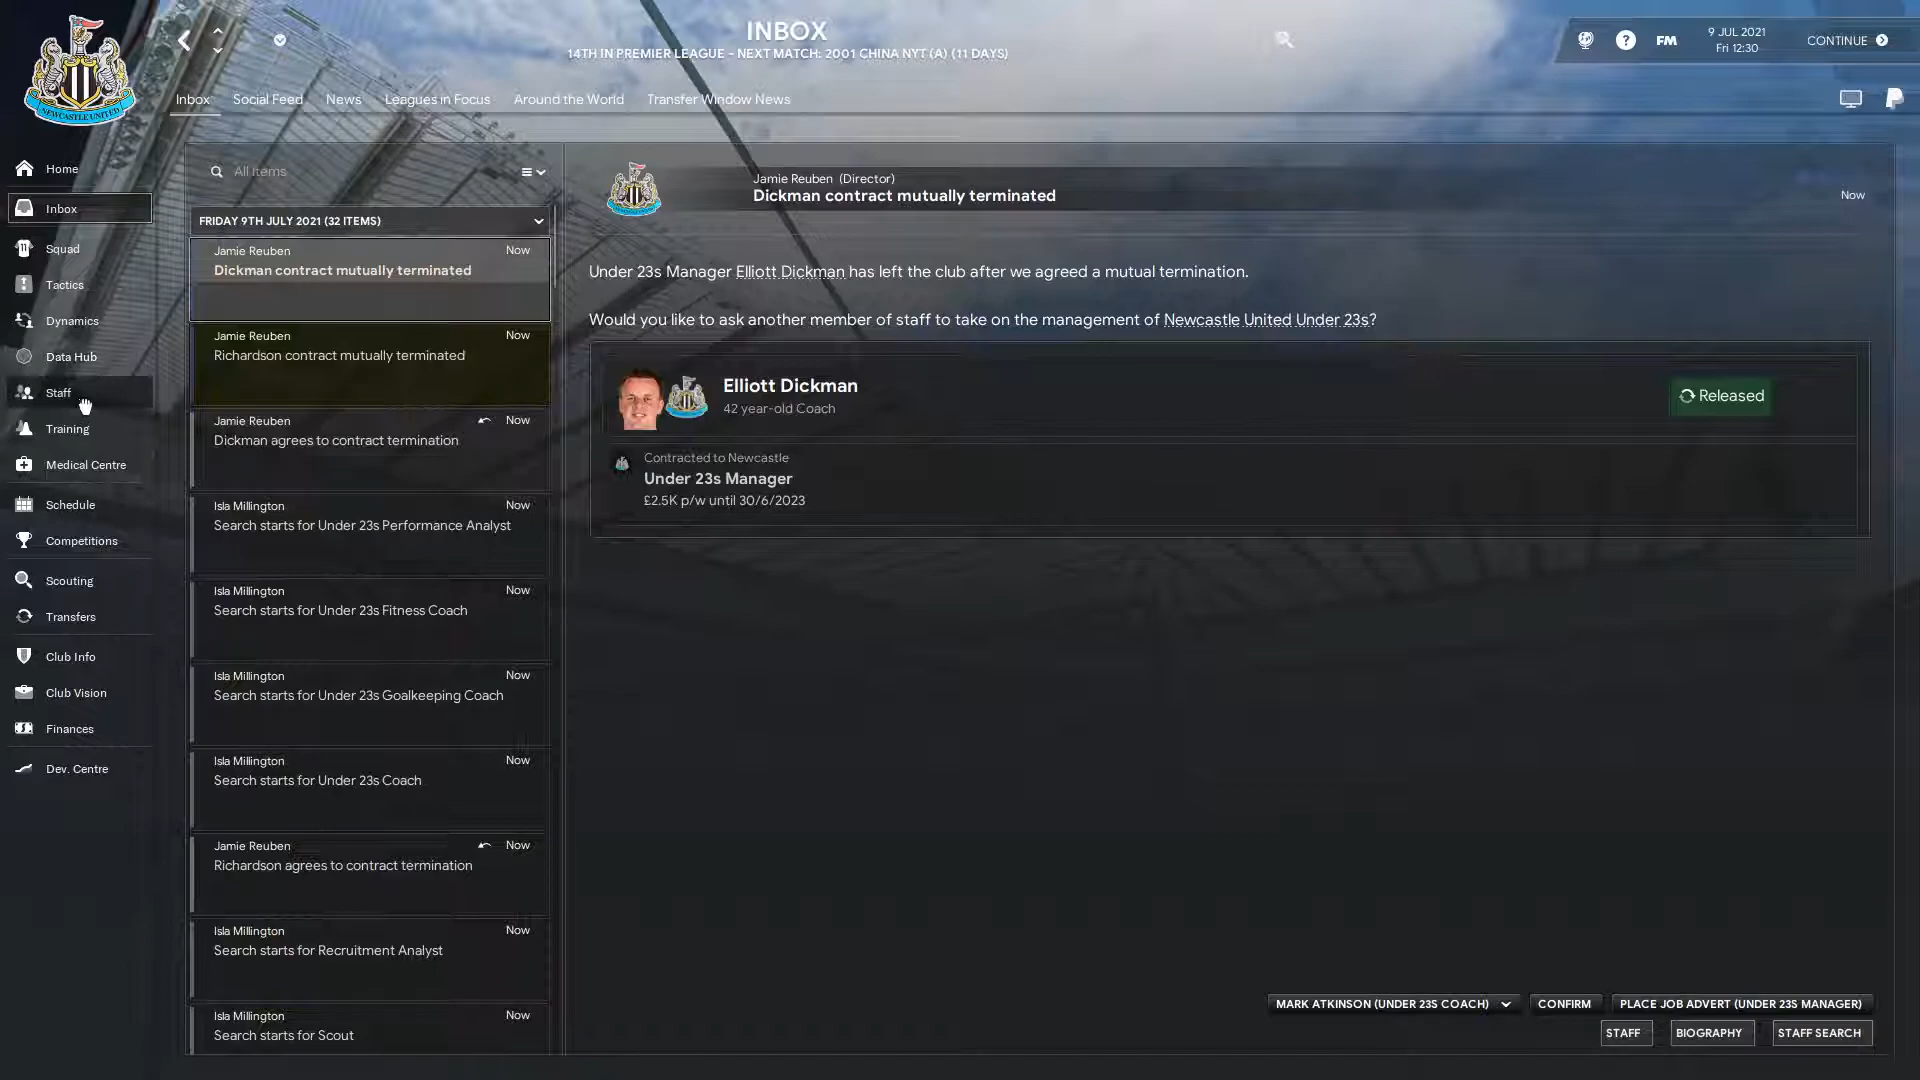 INBOX
14TH IN PREMIER LEAGUE - NEXT MATCH: 2001 CHINA NYT (A) (11 DAYS)
FM
9 JUL 2021
Fri 12:30
CONTINUE
NEWCASTLE UNITED
Inbox
Social Feed
News
Leagues in Focus
Around the World
Transfer Window News
Home
Inbox
Squad
Tactics
Dynamics
Data Hub
Staff
Training
Medical Centre
Schedule
Competitions
Scouting
Transfers
Club Info
Club Vision
Finances
Dev. Centre
All Items
FRIDAY 9TH JULY 2021 (32 ITEMS)
Jamie Reuben Now
Dickman contract mutually terminated
Jamie Reuben Now
Richardson contract mutually terminated
Jamie Reuben Now
Dickman agrees to contract termination
Isla Millington Now
Search starts for Under 23s Performance Analyst
Isla Millington Now
Search starts for Under 23s Fitness Coach
Isla Millington Now
Search starts for Under 23s Goalkeeping Coach
Isla Millington Now
Search starts for Under 23s Coach
Jamie Reuben Now
Richardson agrees to contract termination
Isla Millington Now
Search starts for Recruitment Analyst
Isla Millington Now
Search starts for Scout
Jamie Reuben (Director)
Dickman contract mutually terminated
Now
Under 23s Manager Elliott Dickman has left the club after we agreed a mutual termination.
Would you like to ask another member of staff to take on the management of Newcastle United Under 23s?
Elliott Dickman
42 year-old Coach
Released
Contracted to Newcastle
Under 23s Manager
£2.5K p/w until 30/6/2023
MARK ATKINSON (UNDER 23S COACH)
CONFIRM
PLACE JOB ADVERT (UNDER 23S MANAGER)
STAFF
BIOGRAPHY
STAFF SEARCH